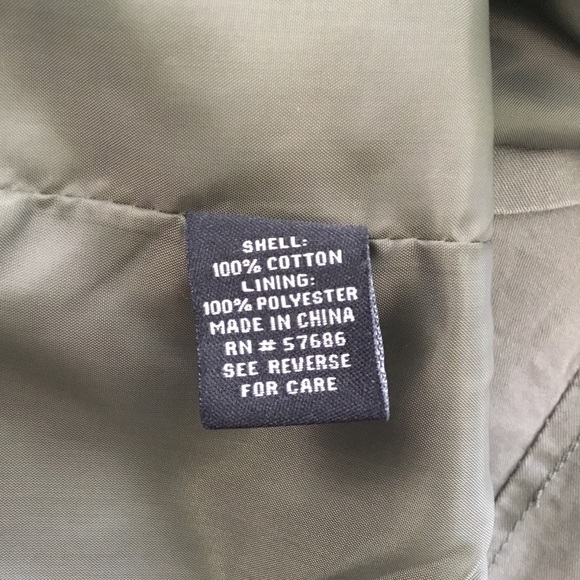 SHELL:
100% COTTON
LINING:
100% POLYESTER
MADE IN CHINA
RN # 57686
SEE REVERSE
FOR CARE